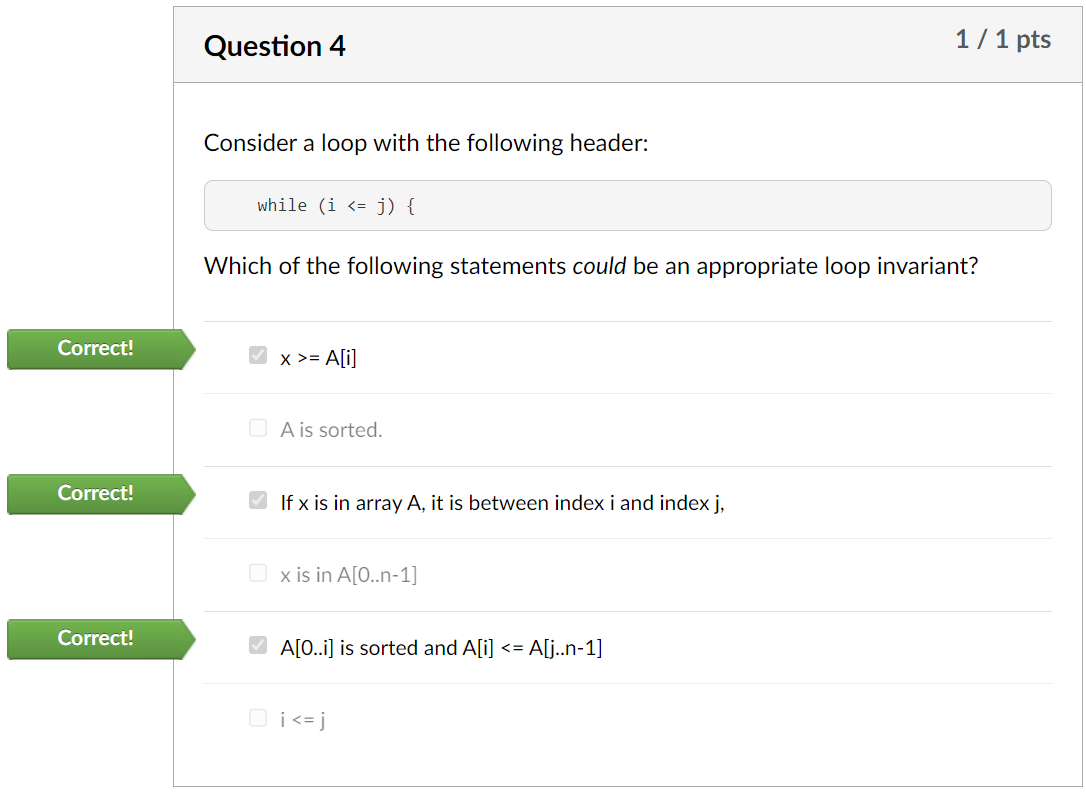 Question 4
1 / 1 pts
Consider a loop with the following header:
while (i <= j) {
Which of the following statements could be an appropriate loop invariant?
Correct!
x >= A[i]
A is sorted.
Correct!
If x is in array A, it is between index i and index j,
x is in A[0..n-1]
Correct!
A[0..i] is sorted and A[i] <= A[j..n-1]
i <= j